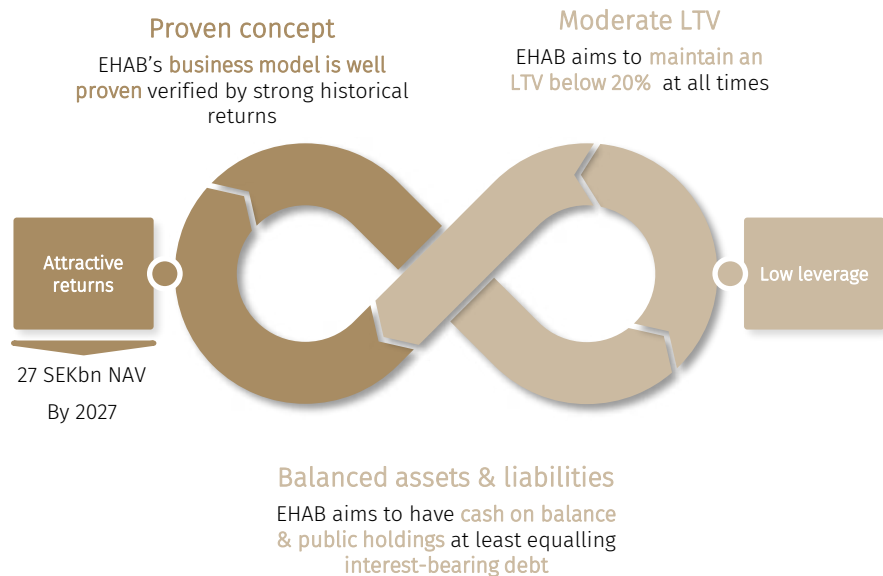 Proven concept
EHAB's business model is well
proven verified by strong historical
returns
Moderate LTV
EHAB aims to maintain an
LTV below 20% at all times
Attractive
returns
Low leverage
27 SEKbn NAV
By 2027
Balanced assets & liabilities
EHAB aims to have cash on balance
& public holdings at least equalling
interest-bearing debt